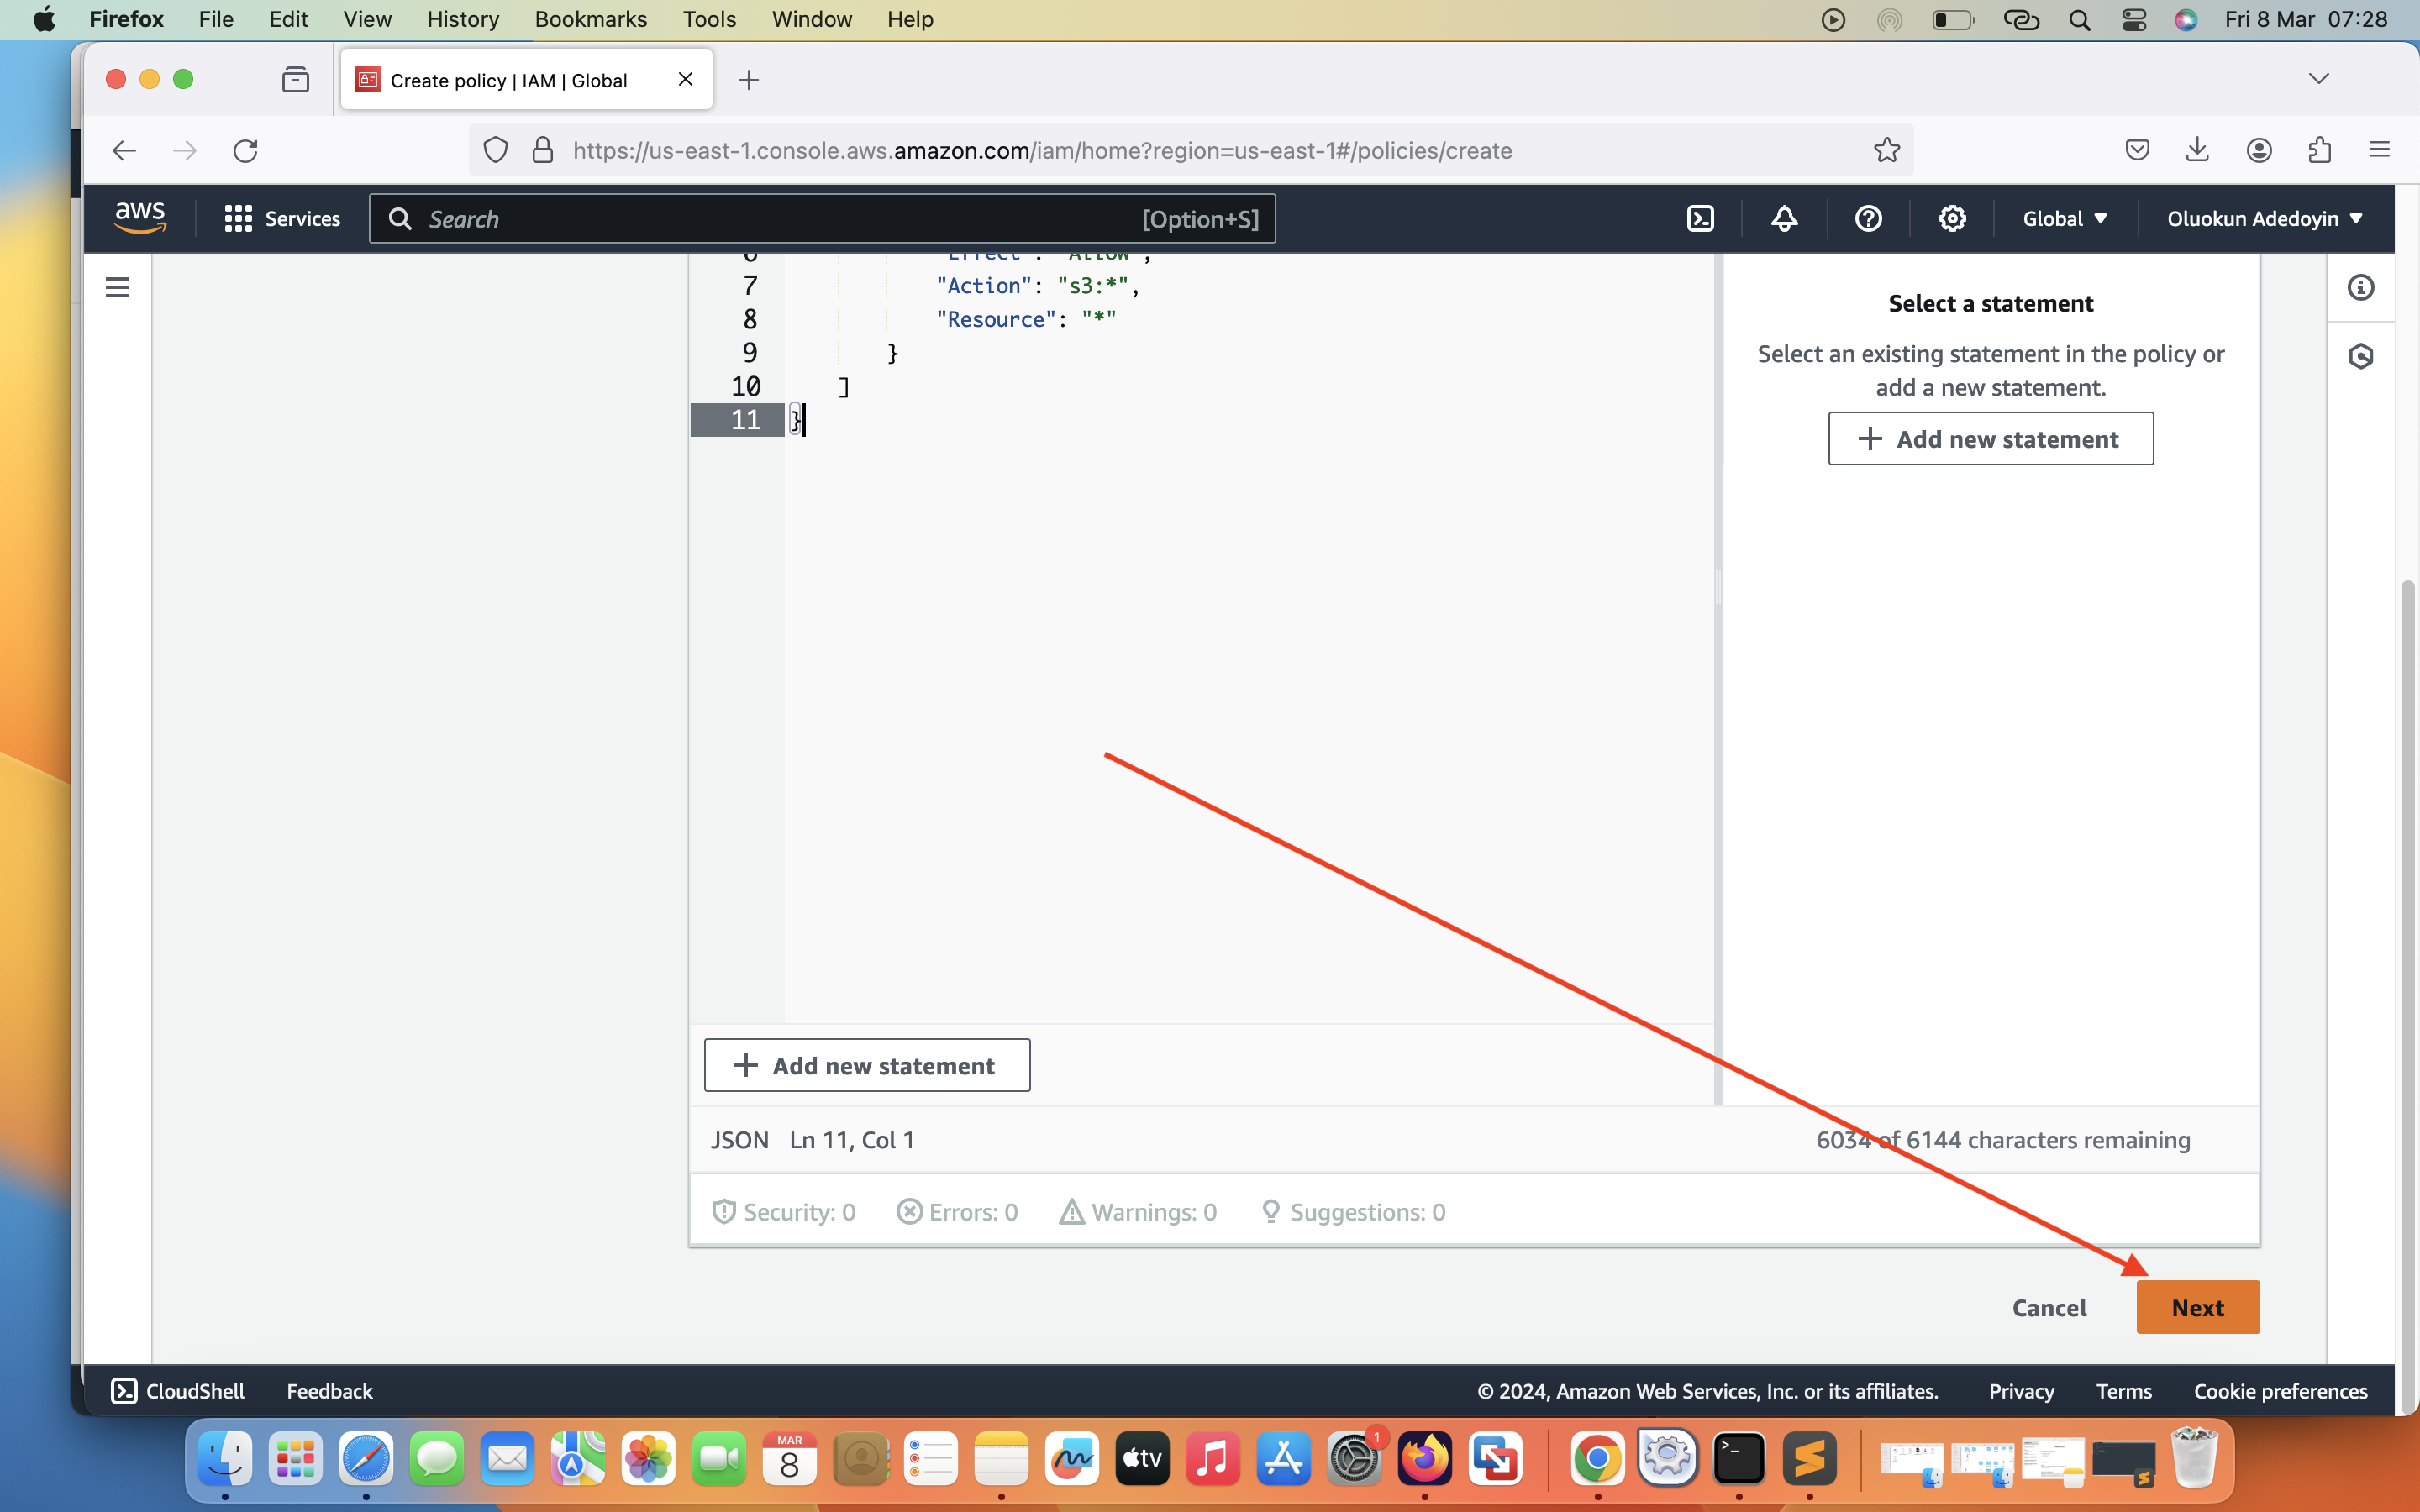 Firefox File Edit View History Bookmarks Tools Window Help Fri 8 Mar 07:28
Create policy | IAM | Global
https://us-east-1.console.aws.amazon.com/iam/home?region=us-east-1#/policies/create
aws Services Search [Option+S] Global Oluokun Adedoyin
6 "Effect": "Allow",
7 "Action": "s3:*",
8 "Resource": "*"
9 }
10 ]
11 }
Select a statement
Select an existing statement in the policy or
add a new statement.
+ Add new statement
+ Add new statement
JSON Ln 11, Col 1 6034 of 6144 characters remaining
Security: 0 Errors: 0 Warnings: 0 Suggestions: 0
Cancel Next
CloudShell Feedback © 2024, Amazon Web Services, Inc. or its affiliates. Privacy Terms Cookie preferences
MAR
8
tv
1
>_